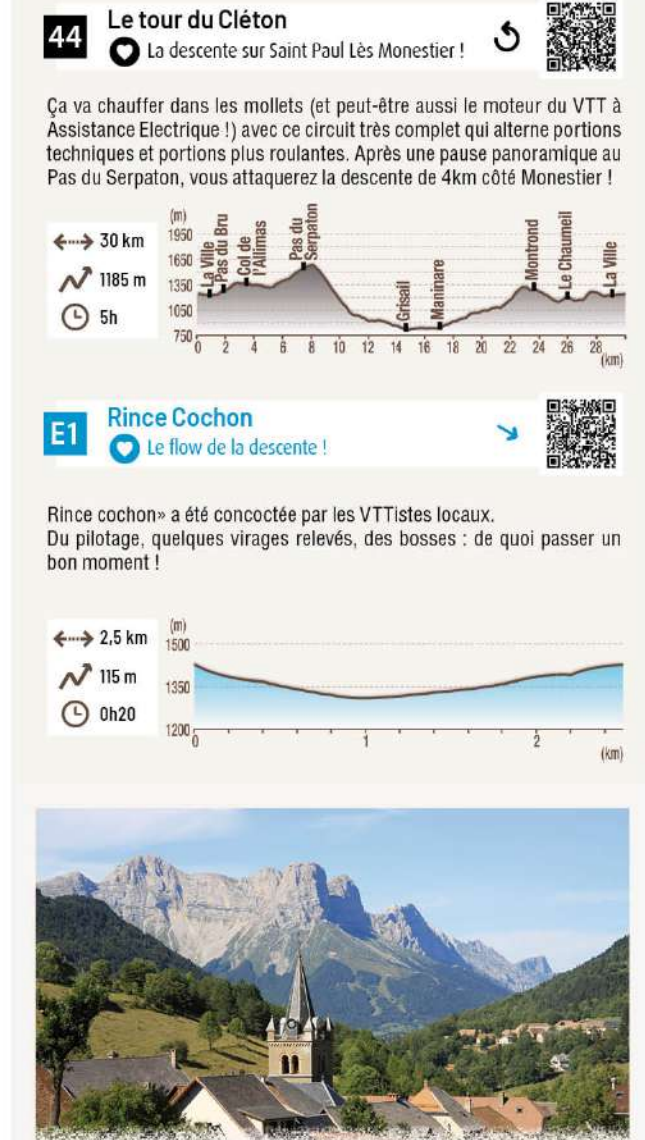 44
Le tour du Cléton
La descente sur Saint Paul Lès Monestier !
Ça va chauffer dans les mollets (et peut-être aussi le moteur du VTT à
Assistance Electrique !) avec ce circuit très complet qui alterne portions
techniques et portions plus roulantes. Après une pause panoramique au
Pas du Serpaton, vous attaquerez la descente de 4km côté Monestier !
30 km
1185 m
5h
(m)
1950
1650
1350
1050
750
La Ville
Pas du Bru
Col de
l'Allimas
Pas du
Serpaton
Grisail
Maninare
Montrond
Le Chaumeil
La Ville
0 2 4 6 8 10 12 14 16 18 20 22 24 26 28
(km)
E1
Rince Cochon
Le flow de la descente !
Rince cochon» a été concoctée par les VTTistes locaux.
Du pilotage, quelques virages relevés, des bosses : de quoi passer un
bon moment !
2,5 km
115 m
0h20
(m)
1500
1350
1200
0 1 2
(km)